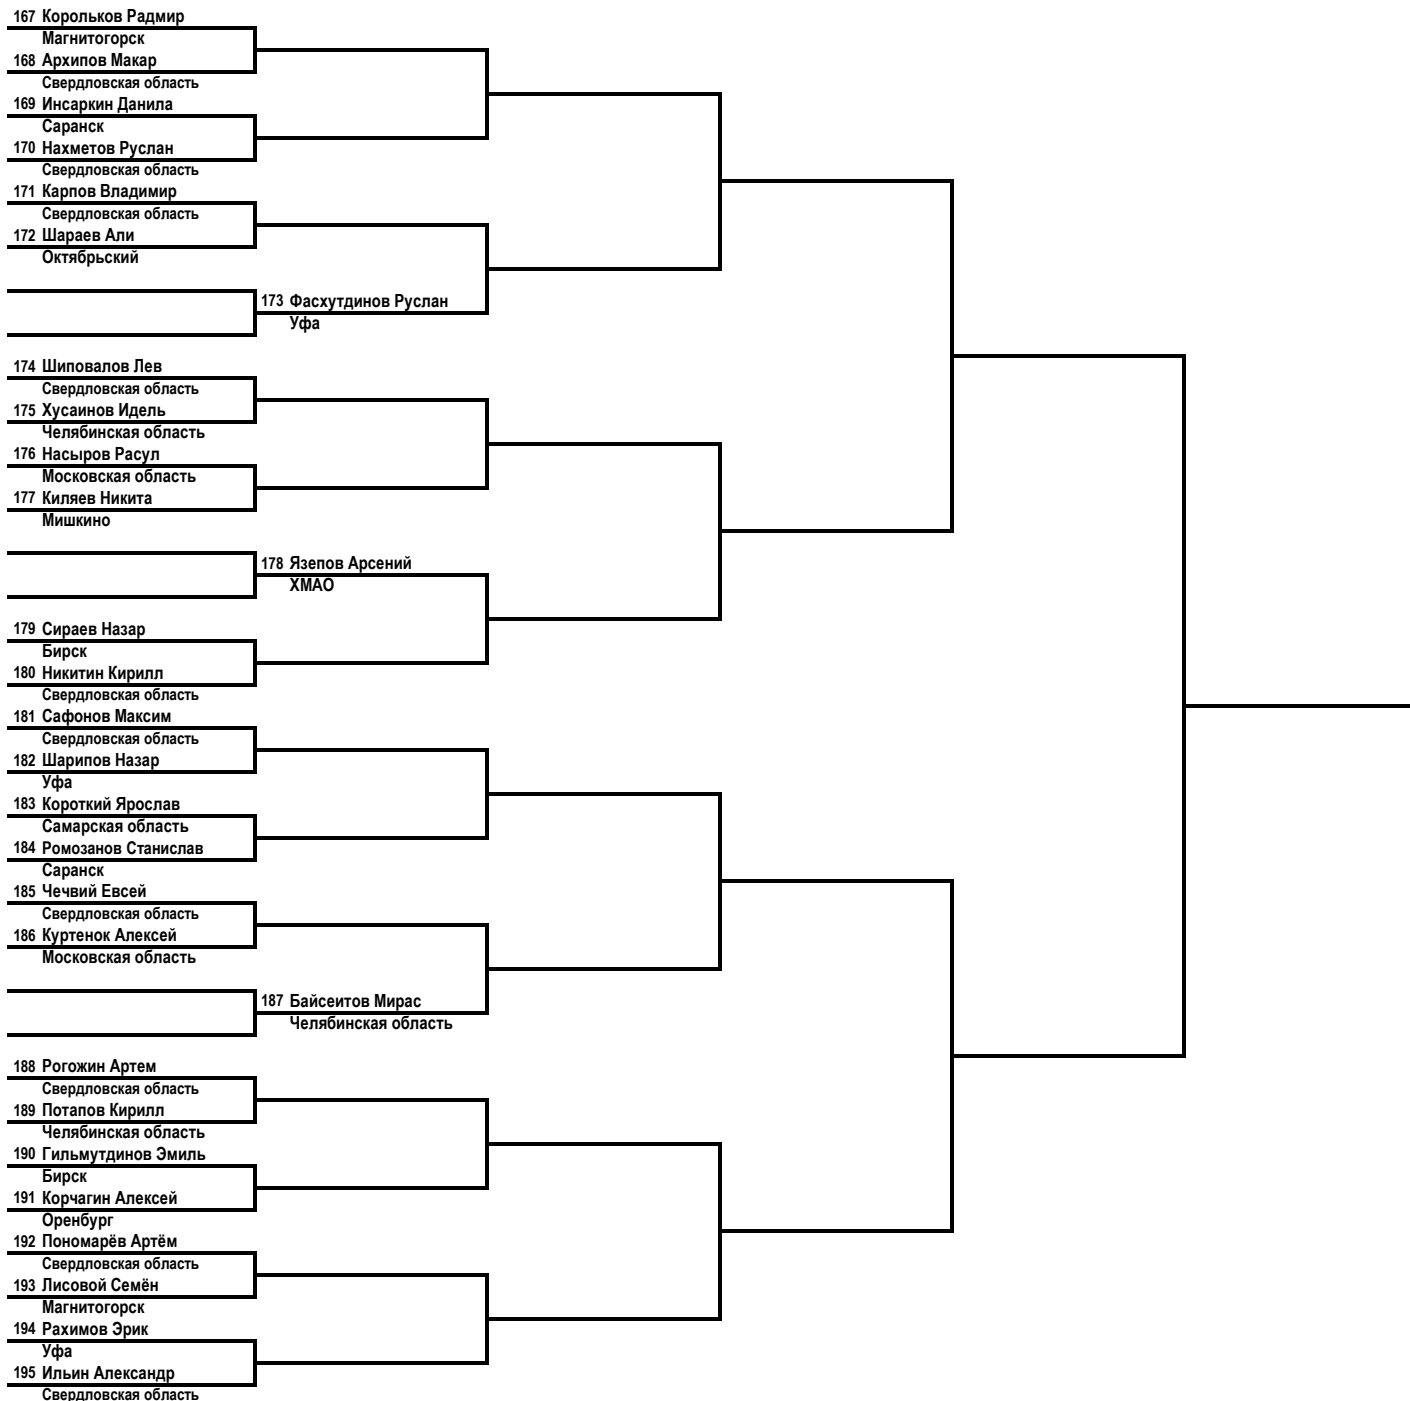 167 Корольков Радмир
Магнитогорск
168 Архипов Макар
Свердловская область
169 Инсаркин Данила
Саранск
170 Нахметов Руслан
Свердловская область
171 Карпов Владимир
Свердловская область
172 Шараев Али
Октябрьский
173 Фасхутдинов Руслан
Уфа
174 Шиповалов Лев
Свердловская область
175 Хусаинов Идель
Челябинская область
176 Насыров Расул
Московская область
177 Киляев Никита
Мишкино
178 Язепов Арсений
ХМАО
179 Сираев Назар
Бирск
180 Никитин Кирилл
Свердловская область
181 Сафонов Максим
Свердловская область
182 Шарипов Назар
Уфа
183 Короткий Ярослав
Самарская область
184 Ромозанов Станислав
Саранск
185 Чечвий Евсей
Свердловская область
186 Куртенок Алексей
Московская область
187 Байсеитов Мирас
Челябинская область
188 Рогожин Артем
Свердловская область
189 Потапов Кирилл
Челябинская область
190 Гильмутдинов Эмиль
Бирск
191 Корчагин Алексей
Оренбург
192 Пономарёв Артём
Свердловская область
193 Лисовой Семён
Магнитогорск
194 Рахимов Эрик
Уфа
195 Ильин Александр
Свердловская область